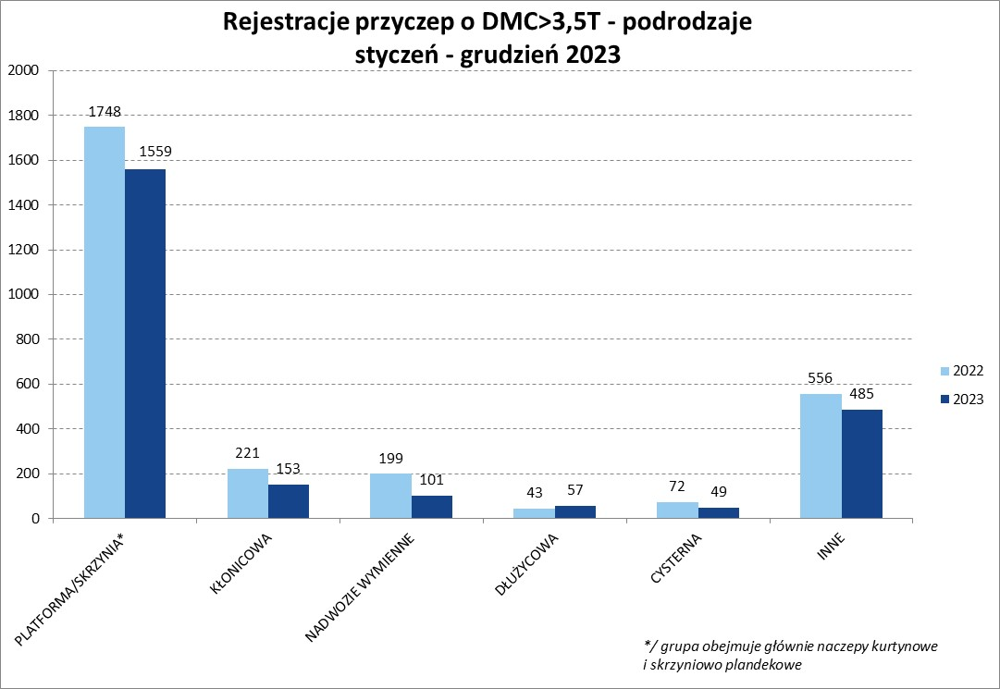 Rejestracje przyczep o DMC>3,5T - podrodzaje
styczeń - grudzień 2023
2000
1800
1600
1400
1200
1000
800
600
400
200
0
1748
1559
221
153
199
101
43
57
72
49
556
485
2022
2023
PLATFORMA/SKRZYNIA*
KŁONICOWA
NADWOZIE WYMIENNE
DŁUŻYCOWA
CYSTERNA
INNE
*/ grupa obejmuje głównie naczepy kurtynowe
i skrzyniowo plandekowe